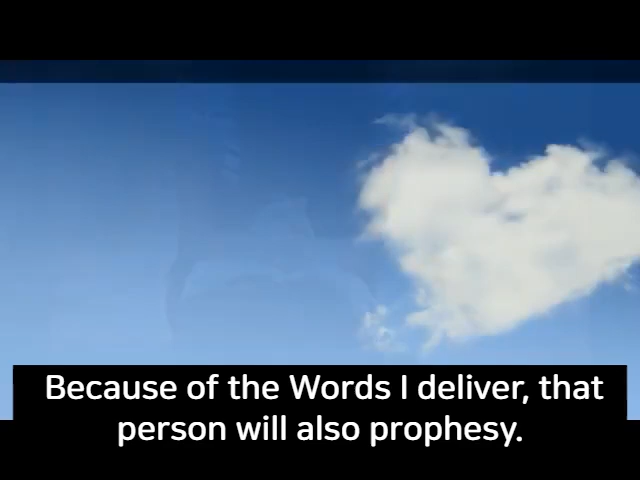 Because of the Words I deliver, that
person will also prophesy.